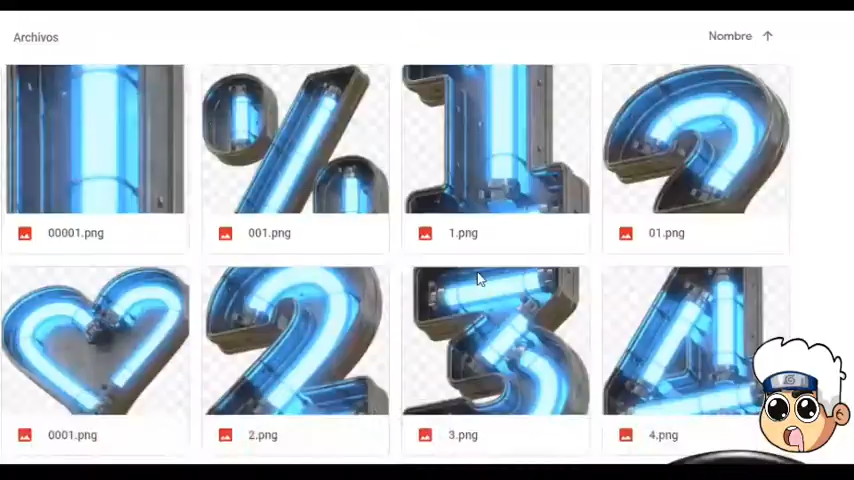 Archivos
Nombre
00001.png
001.png
1.png
01.png
0001.png
2.png
3.png
4.png